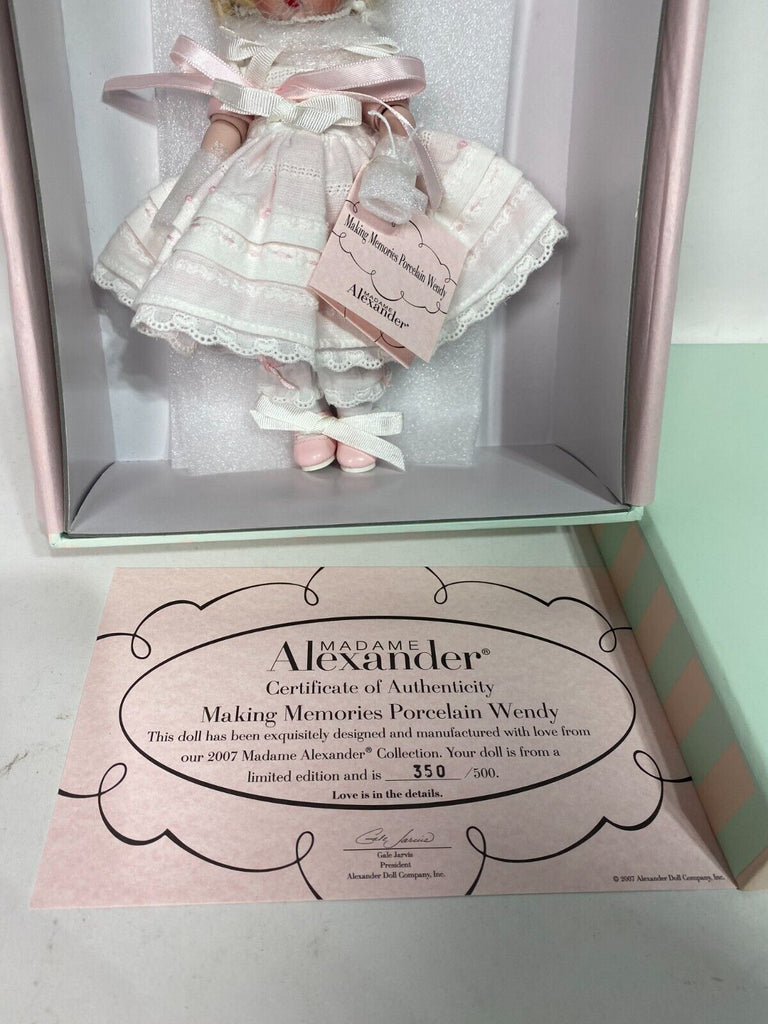 Making Memories Porcelain Wendy
MADAME
Alexander®
MADAME
Alexander®
Certificate of Authenticity
Making Memories Porcelain Wendy
This doll has been exquisitely designed and manufactured with love from
our 2007 Madame Alexander® Collection. Your doll is from a
limited edition and is 350 /500.
Love is in the details.
Gale Jarvis
Gale Jarvis
President
Alexander Doll Company, Inc.
© 2007 Alexander Doll Company, Inc.